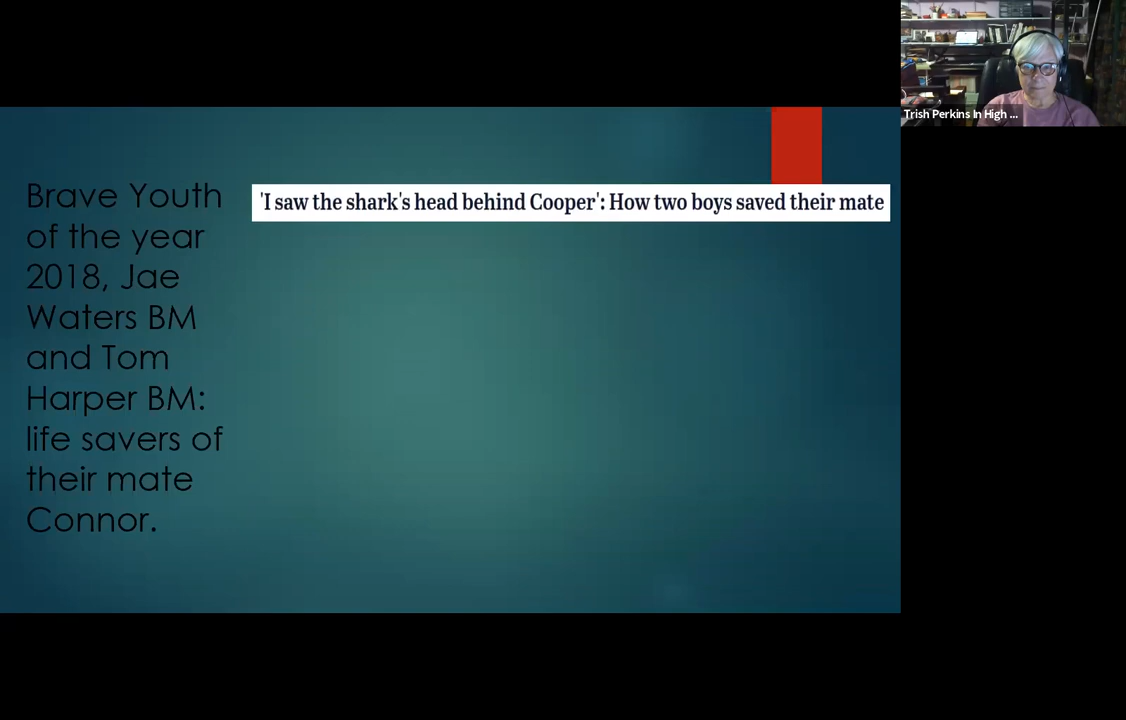 Trish Perkins In High ...
Brave Youth
of the year
2018, Jae
Waters BM
and Tom
Harper BM:
life savers of
their mate
Connor.
'I saw the shark's head behind Cooper': How two boys saved their mate